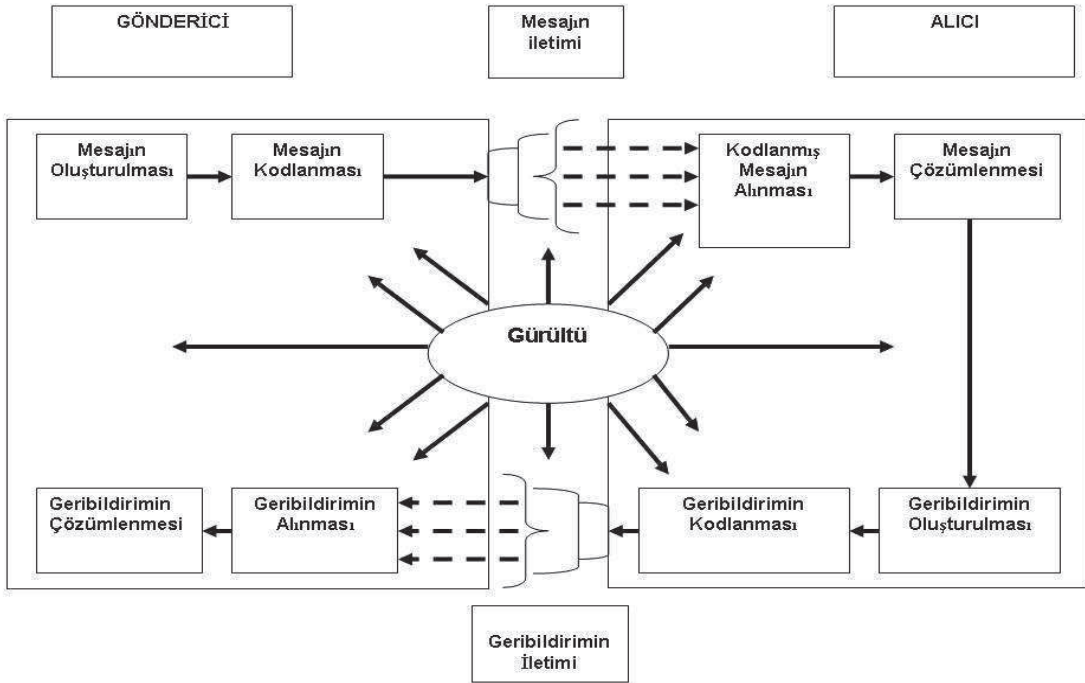 GÖNDERİCİ
Mesajın
iletimi
ALICI
Mesajın
Oluşturulması
Mesajın
Kodlanması
Kodlanmış
Mesajın
Alınması
Mesajın
Çözümlenmesi
Gürültü
Geribildirimin
Çözümlenmesi
Geribildirimin
Alınması
Geribildirimin
Kodlanması
Geribildirimin
Oluşturulması
Geribildirimin
İletimi